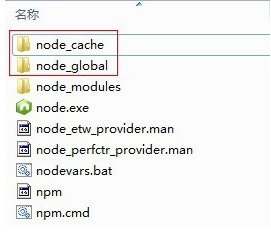 名称
node_cache
node_global
node_modules
node.exe
node_etw_provider.man
node_perfctr_provider.man
nodevars.bat
npm
npm.cmd